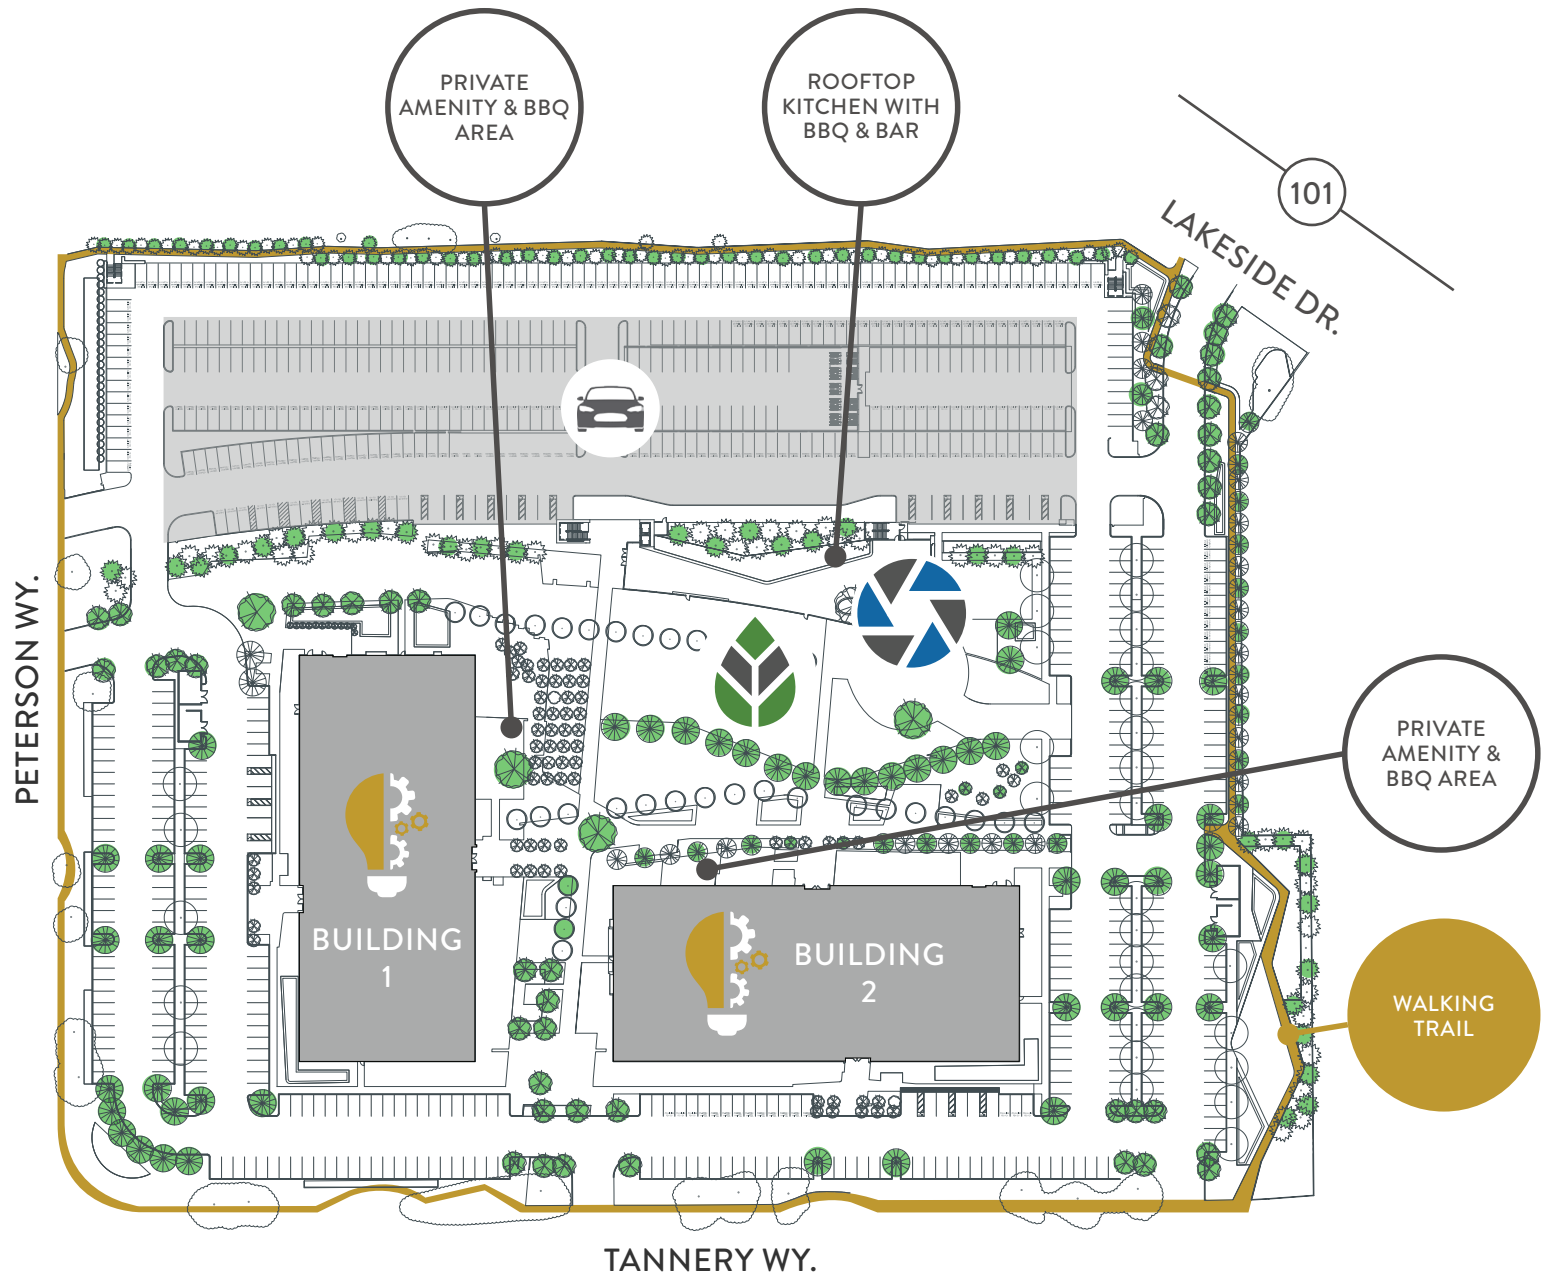 PRIVATE
AMENITY & BBQ
AREA
ROOFTOP
KITCHEN WITH
BBQ & BAR
101
LAKESIDE DR.
PETERSON WY.
PRIVATE
AMENITY &
BBQ AREA
BUILDING
1
BUILDING
2
WALKING
TRAIL
TANNERY WY.